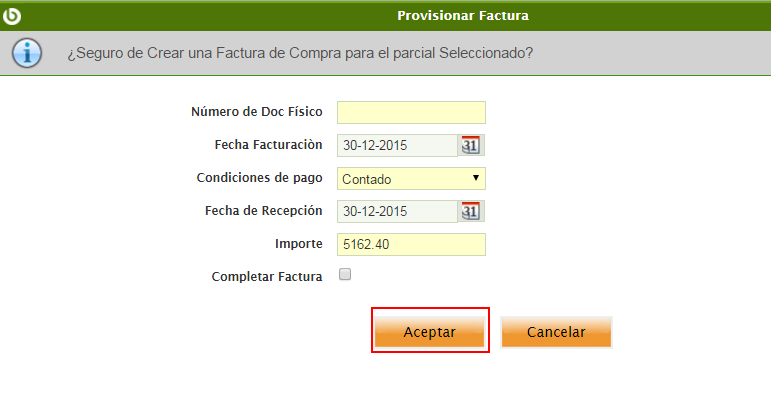 Provisionar Factura
¿Seguro de Crear una Factura de Compra para el parcial Seleccionado?
Número de Doc Físico
Fecha Facturaciòn 30-12-2015 31
Condiciones de pago Contado
Fecha de Recepción 30-12-2015 31
Importe 5162.40
Completar Factura
Aceptar Cancelar